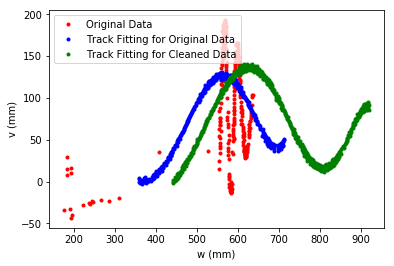 200
150
100
50
0
−50
v (mm)
Original Data
Track Fitting for Original Data
Track Fitting for Cleaned Data
200
300
400
500
600
700
800
900
w (mm)